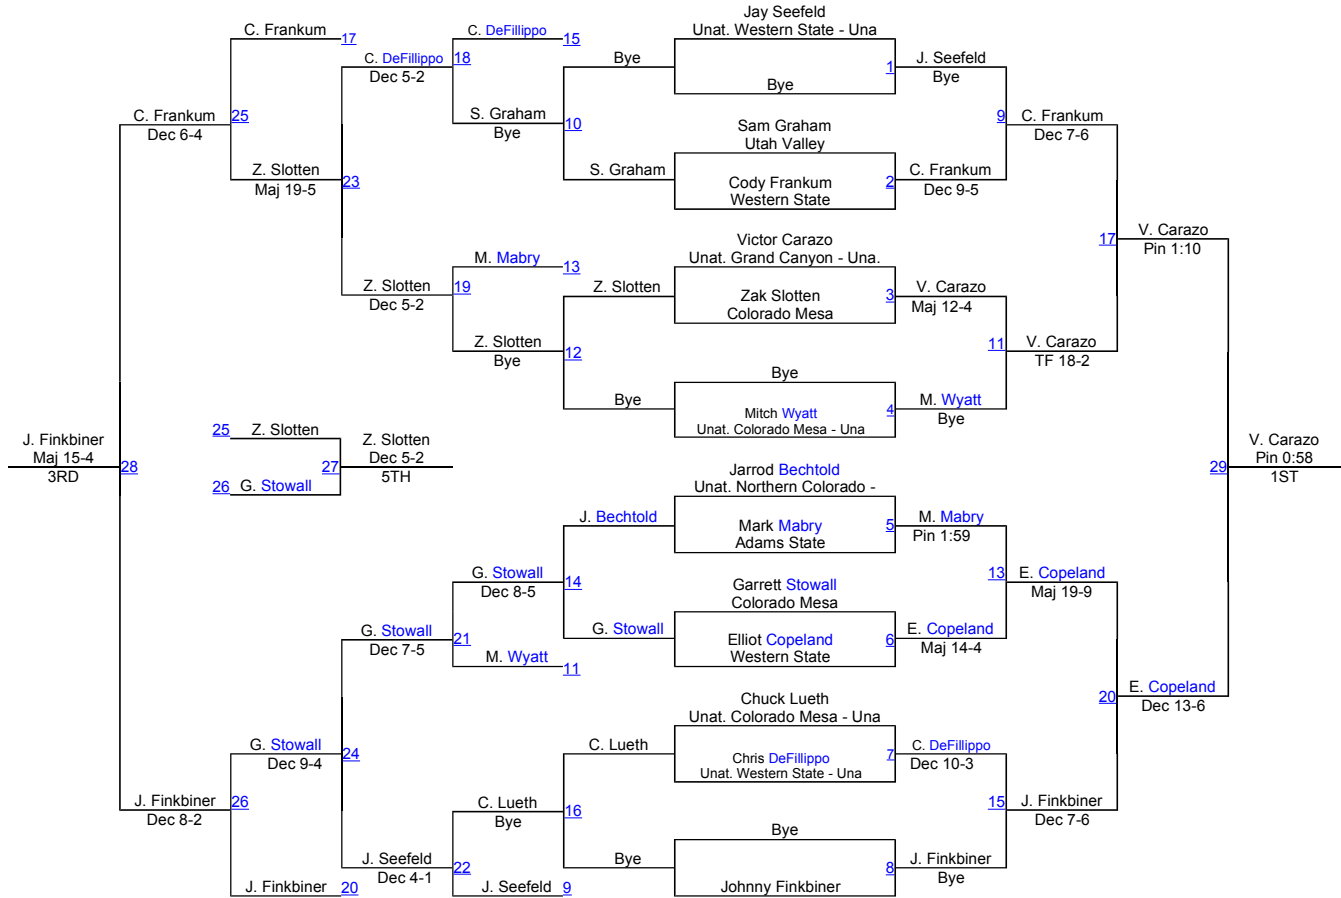 Jay Seefeld
Unat. Western State - Una
C. Frankum
17
C. DeFillippo
15
C. DeFillippo
18
Dec 5-2
Bye
1
J. Seefeld
Bye
Bye
C. Frankum
Dec 6-4
25
S. Graham
Bye
10
Sam Graham
Utah Valley
9
C. Frankum
Dec 7-6
Z. Slotten
Maj 19-5
23
S. Graham
Cody Frankum
Western State
2
C. Frankum
Dec 9-5
Victor Carazo
Unat. Grand Canyon - Una.
17
V. Carazo
Pin 1:10
M. Mabry
13
Z. Slotten
Dec 5-2
19
Z. Slotten
Zak Slotten
Colorado Mesa
3
V. Carazo
Maj 12-4
Z. Slotten
Bye
12
11
V. Carazo
TF 18-2
Bye
Bye
Mitch Wyatt
Unat. Colorado Mesa - Una
4
M. Wyatt
Bye
J. Finkbiner
Maj 15-4
3RD
28
25
Z. Slotten
26
G. Stowall
27
Z. Slotten
Dec 5-2
5TH
29
V. Carazo
Pin 0:58
1ST
Jarrod Bechtold
Unat. Northern Colorado -
J. Bechtold
Mark Mabry
Adams State
5
M. Mabry
Pin 1:59
G. Stowall
Dec 8-5
14
Garrett Stowall
Colorado Mesa
13
E. Copeland
Maj 19-9
G. Stowall
Dec 7-5
21
G. Stowall
Elliot Copeland
Western State
6
E. Copeland
Maj 14-4
M. Wyatt
11
Chuck Lueth
Unat. Colorado Mesa - Una
20
E. Copeland
Dec 13-6
G. Stowall
Dec 9-4
24
C. Lueth
Chris DeFillippo
Unat. Western State - Una
7
C. DeFillippo
Dec 10-3
J. Finkbiner
Dec 8-2
26
C. Lueth
Bye
16
Bye
15
J. Finkbiner
Dec 7-6
J. Seefeld
Dec 4-1
22
Bye
8
J. Finkbiner
Bye
J. Finkbiner
20
J. Seefeld
9
Johnny Finkbiner